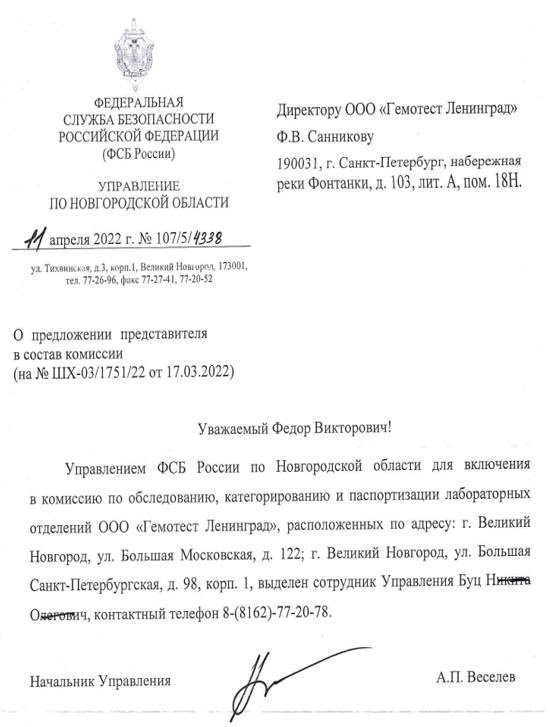 ФЕДЕРАЛЬНАЯ
СЛУЖБА БЕЗОПАСНОСТИ
РОССИЙСКОЙ ФЕДЕРАЦИИ
(ФСБ России)
УПРАВЛЕНИЕ
ПО НОВГОРОДСКОЙ ОБЛАСТИ
11 апреля 2022 г. № 107/5/4338
ул. Тихвинская, д.3, корп.1, Великий Новгород, 173001,
тел. 77-26-96, факс 77-27-41, 77-20-52
Директору ООО «Гемотест Ленинград»
Ф.В. Санникову
190031, г. Санкт-Петербург, набережная
реки Фонтанки, д. 103, лит. А, пом. 18Н.
О предложении представителя
в состав комиссии
(на № ШХ-03/1751/22 от 17.03.2022)
Уважаемый Федор Викторович!
Управлением ФСБ России по Новгородской области для включения
в комиссию по обследованию, категорированию и паспортизации лабораторных
отделений ООО «Гемотест Ленинград», расположенных по адресу: г. Великий
Новгород, ул. Большая Московская, д. 122; г. Великий Новгород, ул. Большая
Санкт-Петербургская, д. 98, корп. 1, выделен сотрудник Управления Буц Никита
Олегович, контактный телефон 8-(8162)-77-20-78.
Начальник Управления
А.П. Веселев